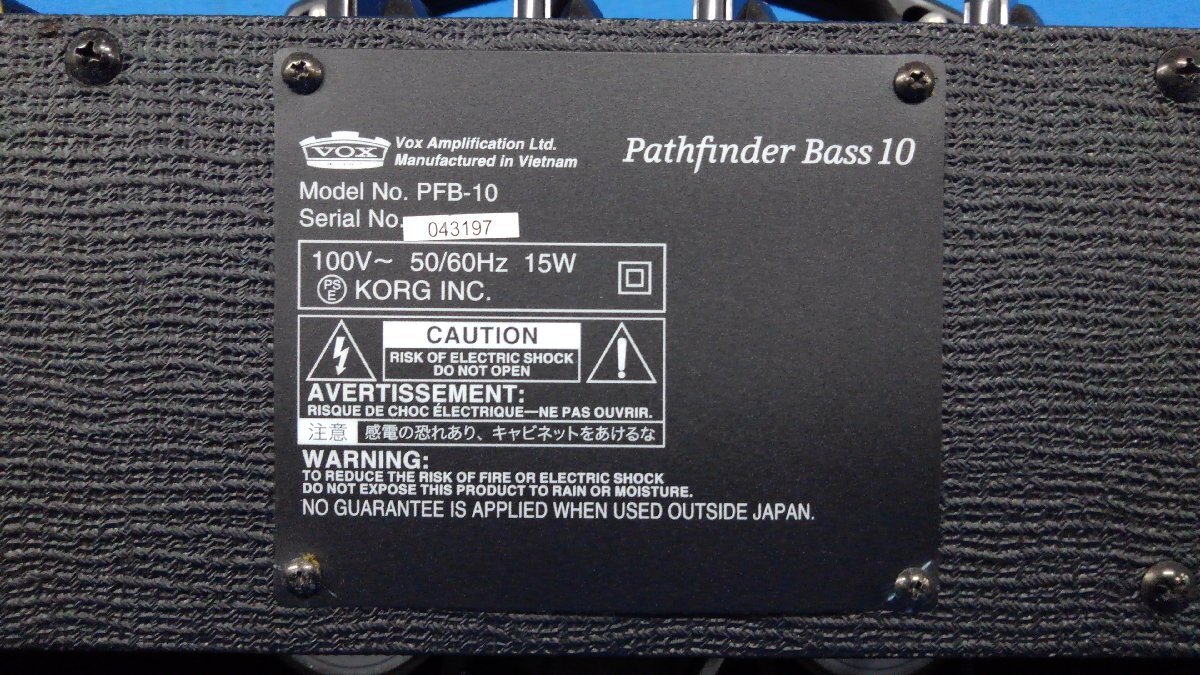 VOX
Vox Amplification Ltd.
Manufactured in Vietnam
Pathfinder Bass 10
Model No. PFB-10
Serial No. 043197
100V~ 50/60Hz 15W
PSE KORG INC.
CAUTION
RISK OF ELECTRIC SHOCK
DO NOT OPEN
AVERTISSEMENT:
RISQUE DE CHOC ÉLECTRIQUE—NE PAS OUVRIR.
注意 感電の恐れあり、キャビネットをあけるな
WARNING:
TO REDUCE THE RISK OF FIRE OR ELECTRIC SHOCK
DO NOT EXPOSE THIS PRODUCT TO RAIN OR MOISTURE.
NO GUARANTEE IS APPLIED WHEN USED OUTSIDE JAPAN.